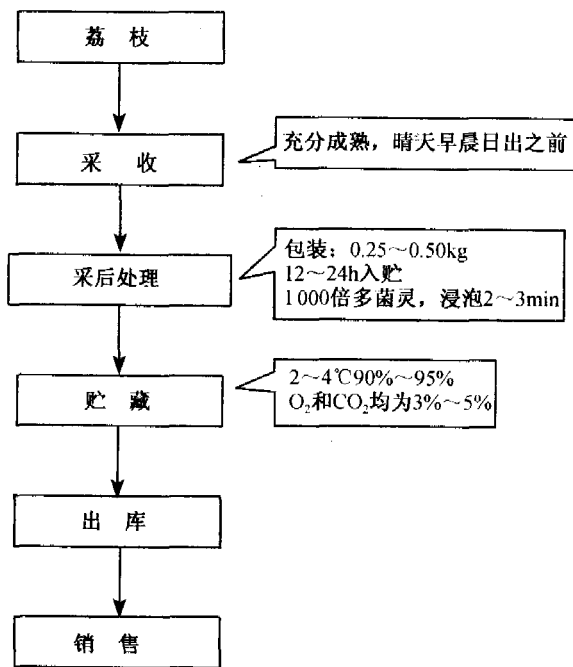 荔枝
采收
充分成熟，晴天早晨日出之前
采后处理
包装：0.25～0.50kg
12～24h入贮
1000倍多菌灵，浸泡2～3min
贮藏
2～4℃90%～95%
O₂和CO₂均为3%～5%
出库
销售